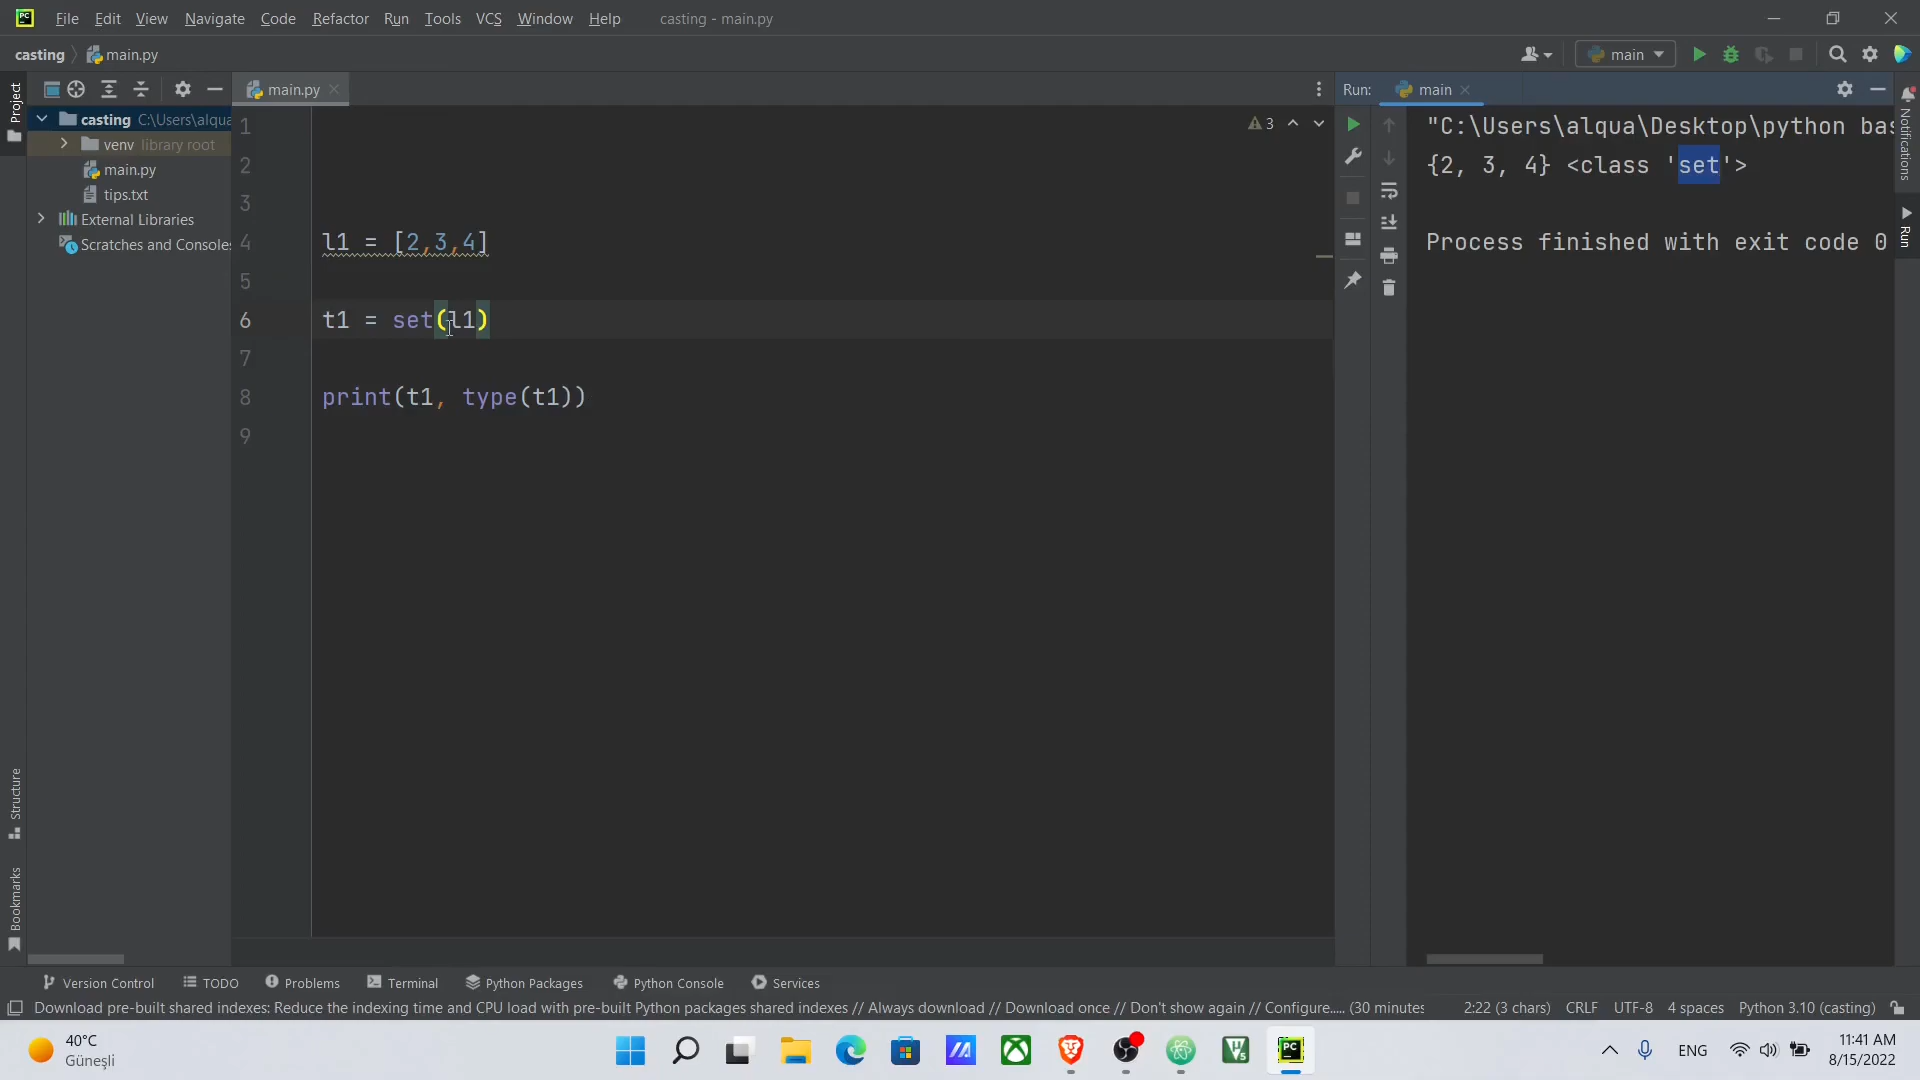 PC File Edit View Navigate Code Refactor Run Tools VCS Window Help casting - main.py
casting main.py
main
Project
main.py
Run: main
Notifications
casting C:\Users\alqua
venv library root
main.py
tips.txt
External Libraries
Scratches and Consoles
1
2
3
4 l1 = [2,3,4]
5
6 t1 = set(l1)
7
8 print(t1, type(t1))
9
3
"C:\Users\alqua\Desktop\python bas
{2, 3, 4} <class 'set'>
Process finished with exit code 0
Run
Structure
Bookmarks
Version Control TODO Problems Terminal Python Packages Python Console Services
Download pre-built shared indexes: Reduce the indexing time and CPU load with pre-built Python packages shared indexes // Always download // Download once // Don't show again // Configure..... (30 minutes 2:22 (3 chars) CRLF UTF-8 4 spaces Python 3.10 (casting)
40°C
Güneşli
PC
ENG
11:41 AM
8/15/2022